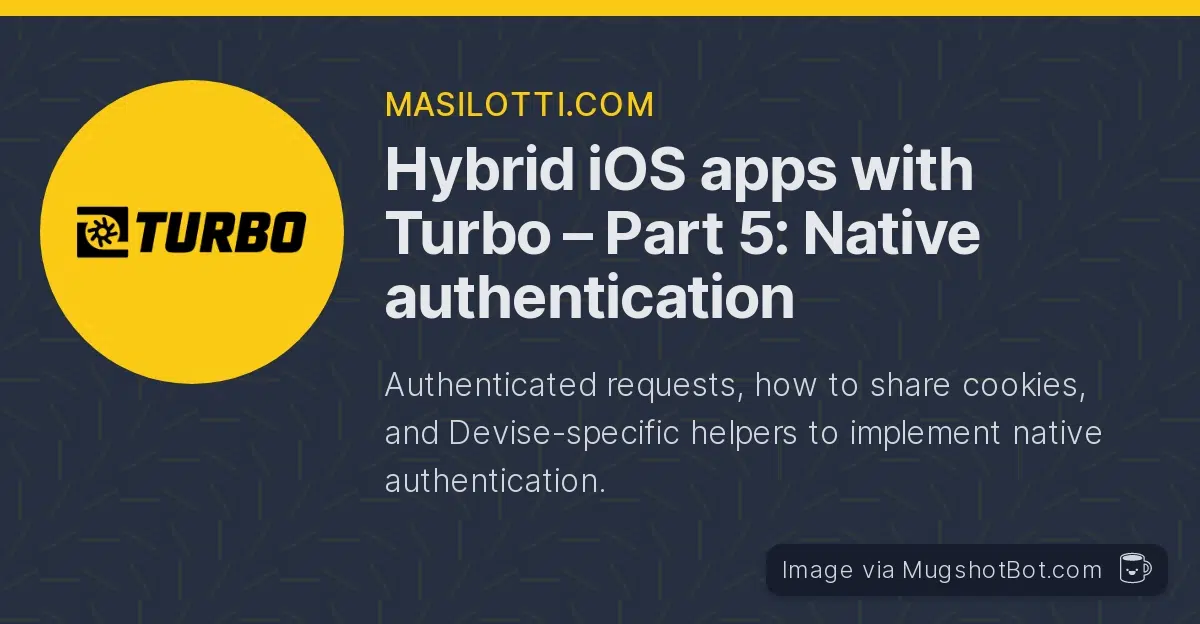 MASILOTTI.COM
Hybrid iOS apps with
Turbo – Part 5: Native
authentication
TURBO
Authenticated requests, how to share cookies,
and Devise-specific helpers to implement native
authentication.
Image via MugshotBot.com